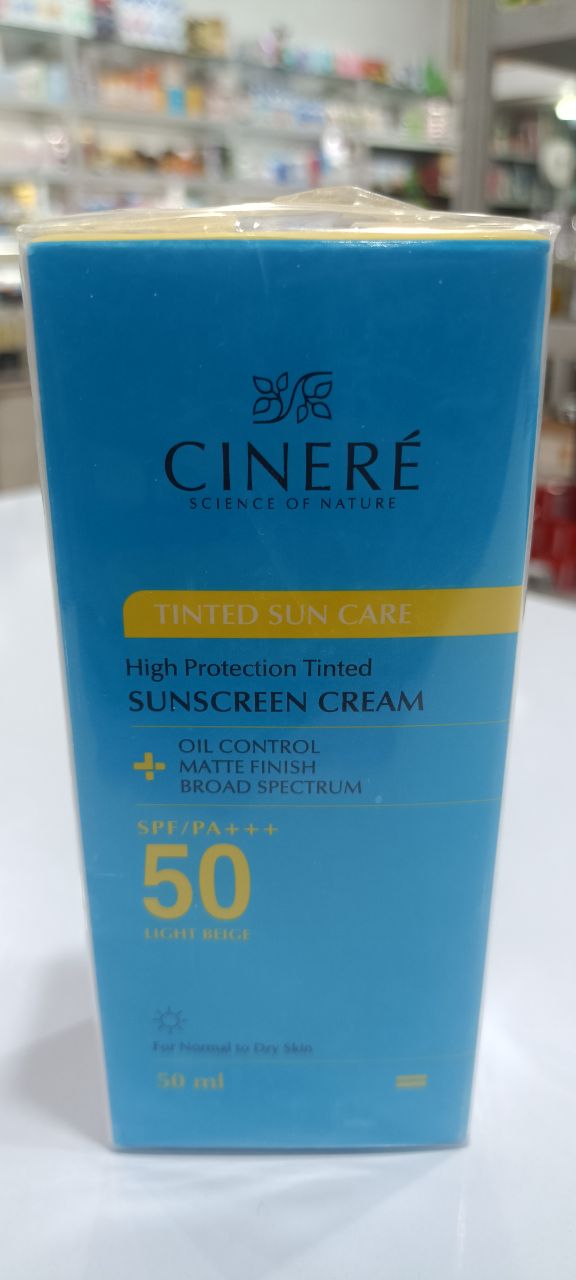 CINERÉ
SCIENCE OF NATURE
TINTED SUN CARE
High Protection Tinted
SUNSCREEN CREAM
OIL CONTROL
MATTE FINISH
BROAD SPECTRUM
SPF/PA+++
50
LIGHT BEIGE
For Normal to Dry Skin
50 ml